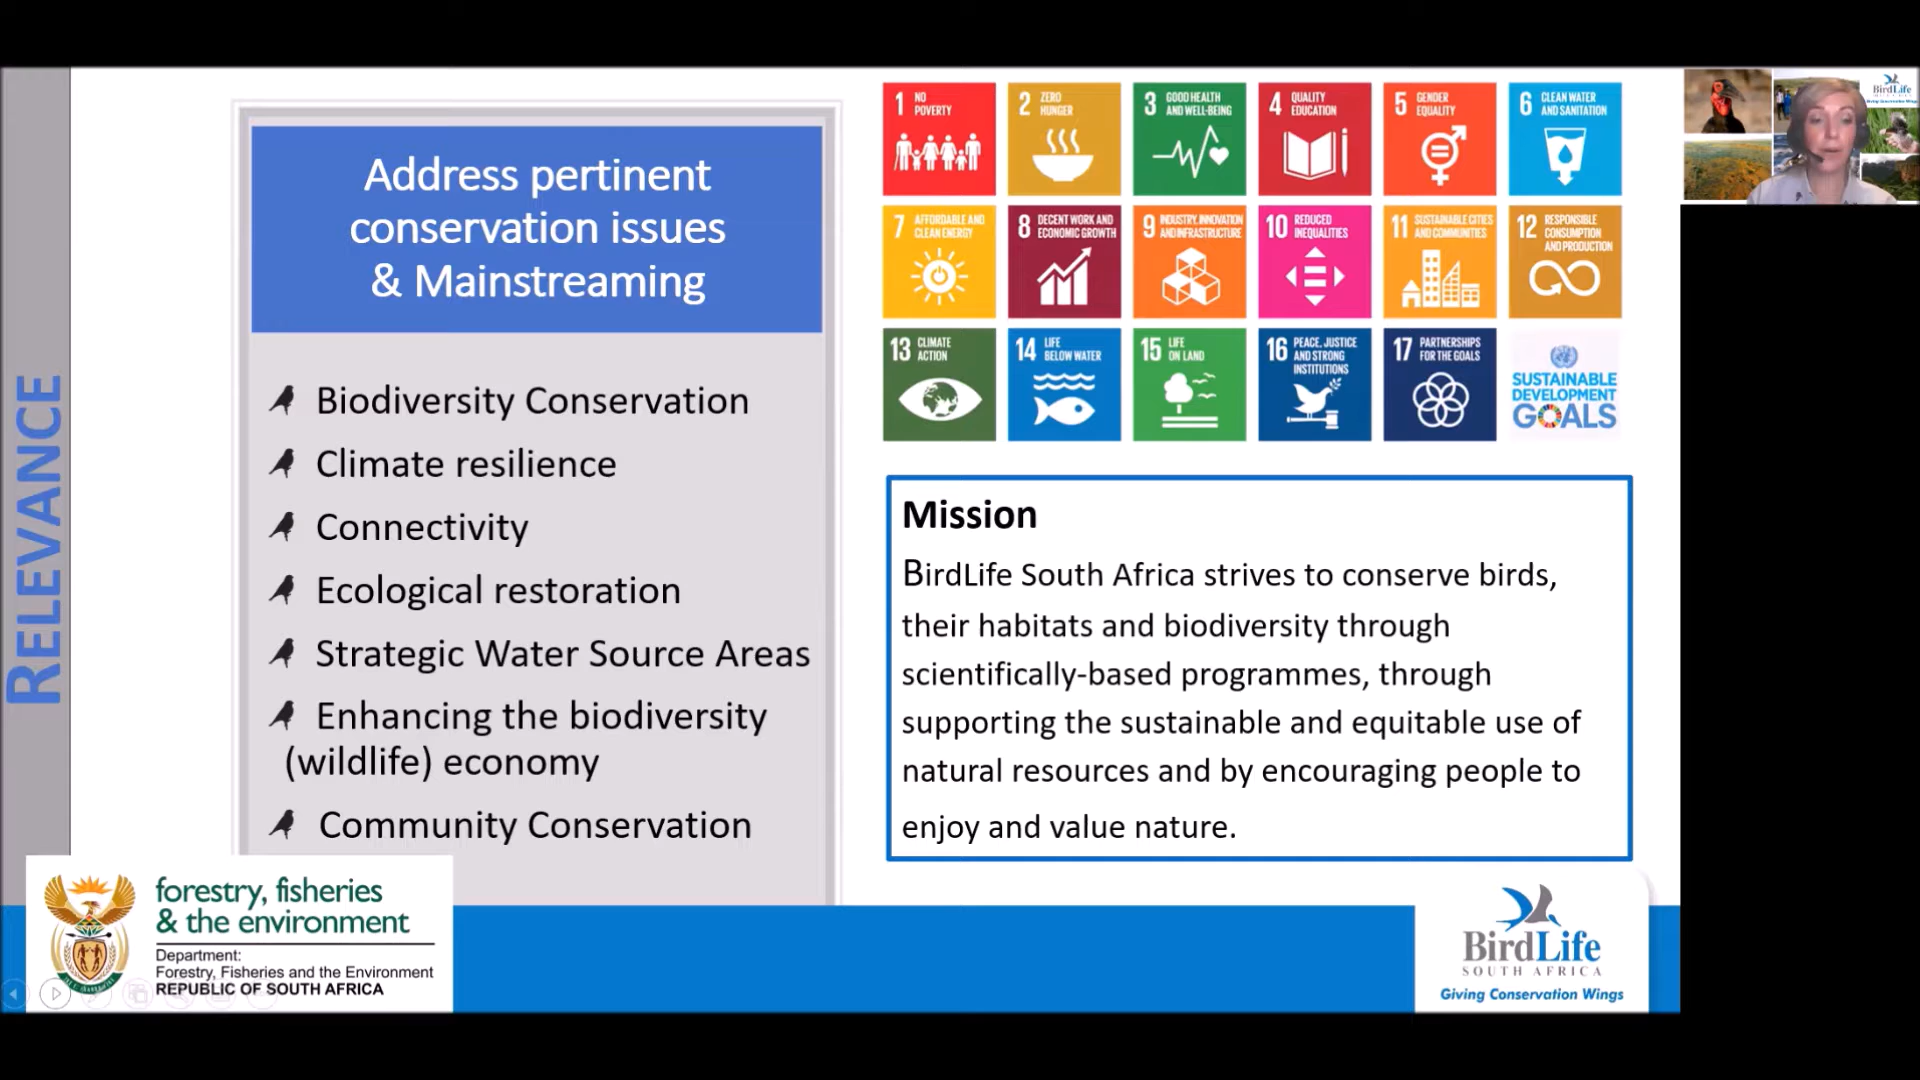 RELEVANCE
Address pertinent
conservation issues
& Mainstreaming
Biodiversity Conservation
Climate resilience
Connectivity
Ecological restoration
Strategic Water Source Areas
Enhancing the biodiversity
(wildlife) economy
Community Conservation
1 NO
POVERTY
2 ZERO
HUNGER
3 GOOD HEALTH
AND WELL-BEING
4 QUALITY
EDUCATION
5 GENDER
EQUALITY
6 CLEAN WATER
AND SANITATION
7 AFFORDABLE AND
CLEAN ENERGY
8 DECENT WORK AND
ECONOMIC GROWTH
9 INDUSTRY, INNOVATION
AND INFRASTRUCTURE
10 REDUCED
INEQUALITIES
11 SUSTAINABLE CITIES
AND COMMUNITIES
12 RESPONSIBLE
CONSUMPTION
AND PRODUCTION
13 CLIMATE
ACTION
14 LIFE
BELOW WATER
15 LIFE
ON LAND
16 PEACE, JUSTICE
AND STRONG
INSTITUTIONS
17 PARTNERSHIPS
FOR THE GOALS
SUSTAINABLE
DEVELOPMENT
GOALS
Mission
BirdLife South Africa strives to conserve birds,
their habitats and biodiversity through
scientifically-based programmes, through
supporting the sustainable and equitable use of
natural resources and by encouraging people to
enjoy and value nature.
forestry, fisheries
& the environment
Department:
Forestry, Fisheries and the Environment
REPUBLIC OF SOUTH AFRICA
BirdLife
SOUTH AFRICA
Giving Conservation Wings
BirdLife
SOUTH AFRICA
Giving Conservation Wings